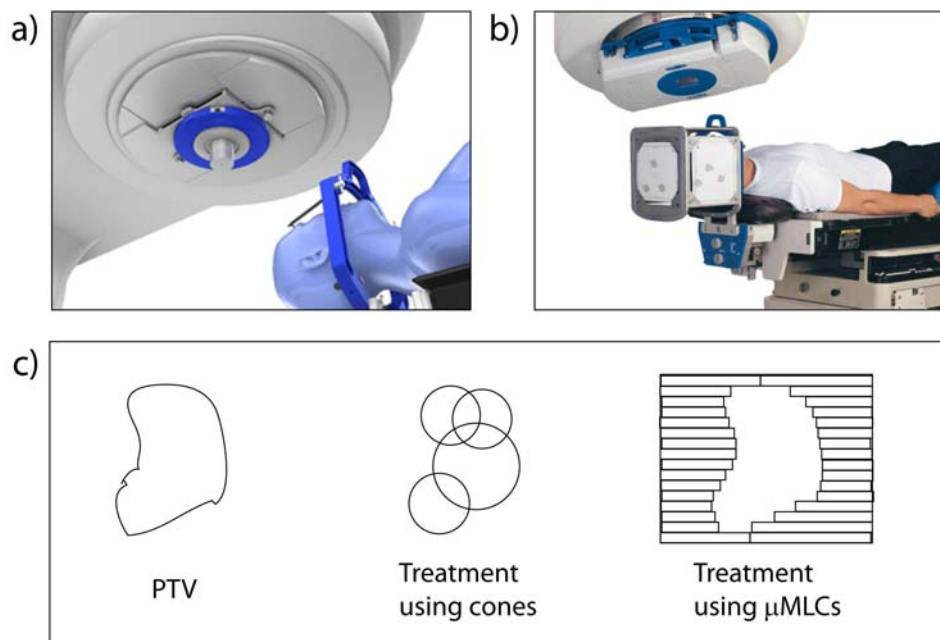 a)
b)
c)
PTV
Treatment
using cones
Treatment
using μMLCs